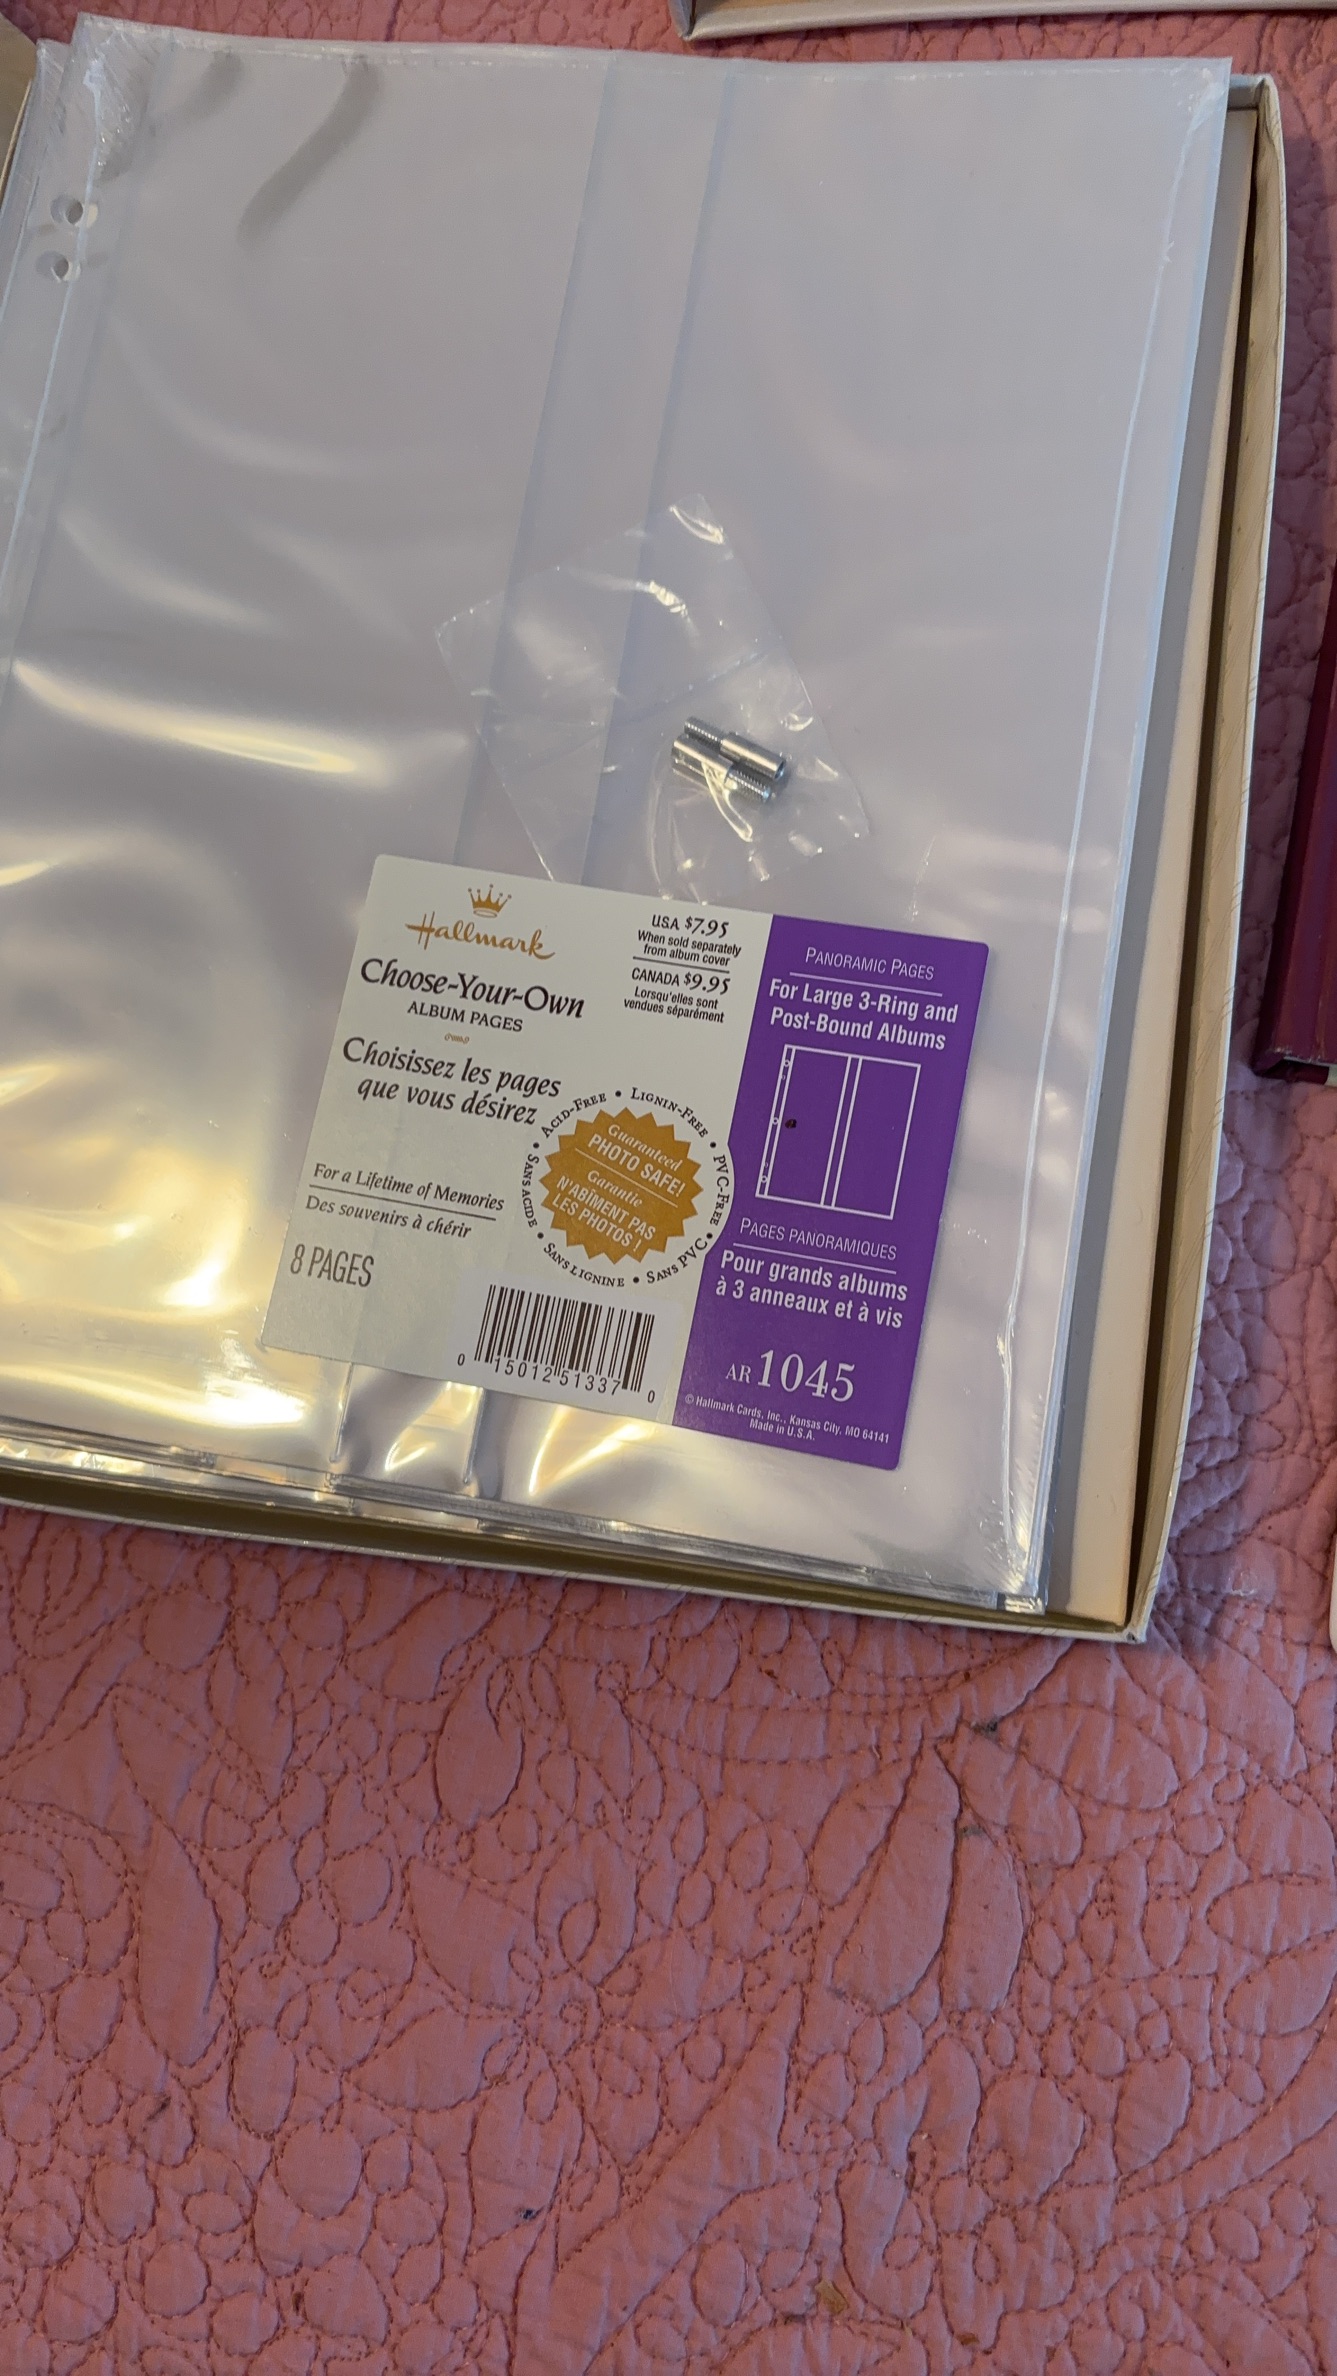 Hallmark
Choose-Your-Own
ALBUM PAGES
Choisissez les pages
que vous désirez
For a Lifetime of Memories
Des souvenirs à chérir
8 PAGES
USA $7.95
When sold separately
from album cover
CANADA $9.95
Lorsqu'elles sont
vendues séparément
ACID-FREE • LIGNIN-FREE • PVC-FREE • SANS PVC • SANS LIGNINE • SANS ACIDE •
Guaranteed
PHOTO SAFE!
Garantie
N'ABÎMENT PAS
LES PHOTOS !
0 15012 51337 0
PANORAMIC PAGES
For Large 3-Ring and
Post-Bound Albums
PAGES PANORAMIQUES
Pour grands albums
à 3 anneaux et à vis
AR 1045
© Hallmark Cards, Inc., Kansas City, MO 64141
Made in U.S.A.